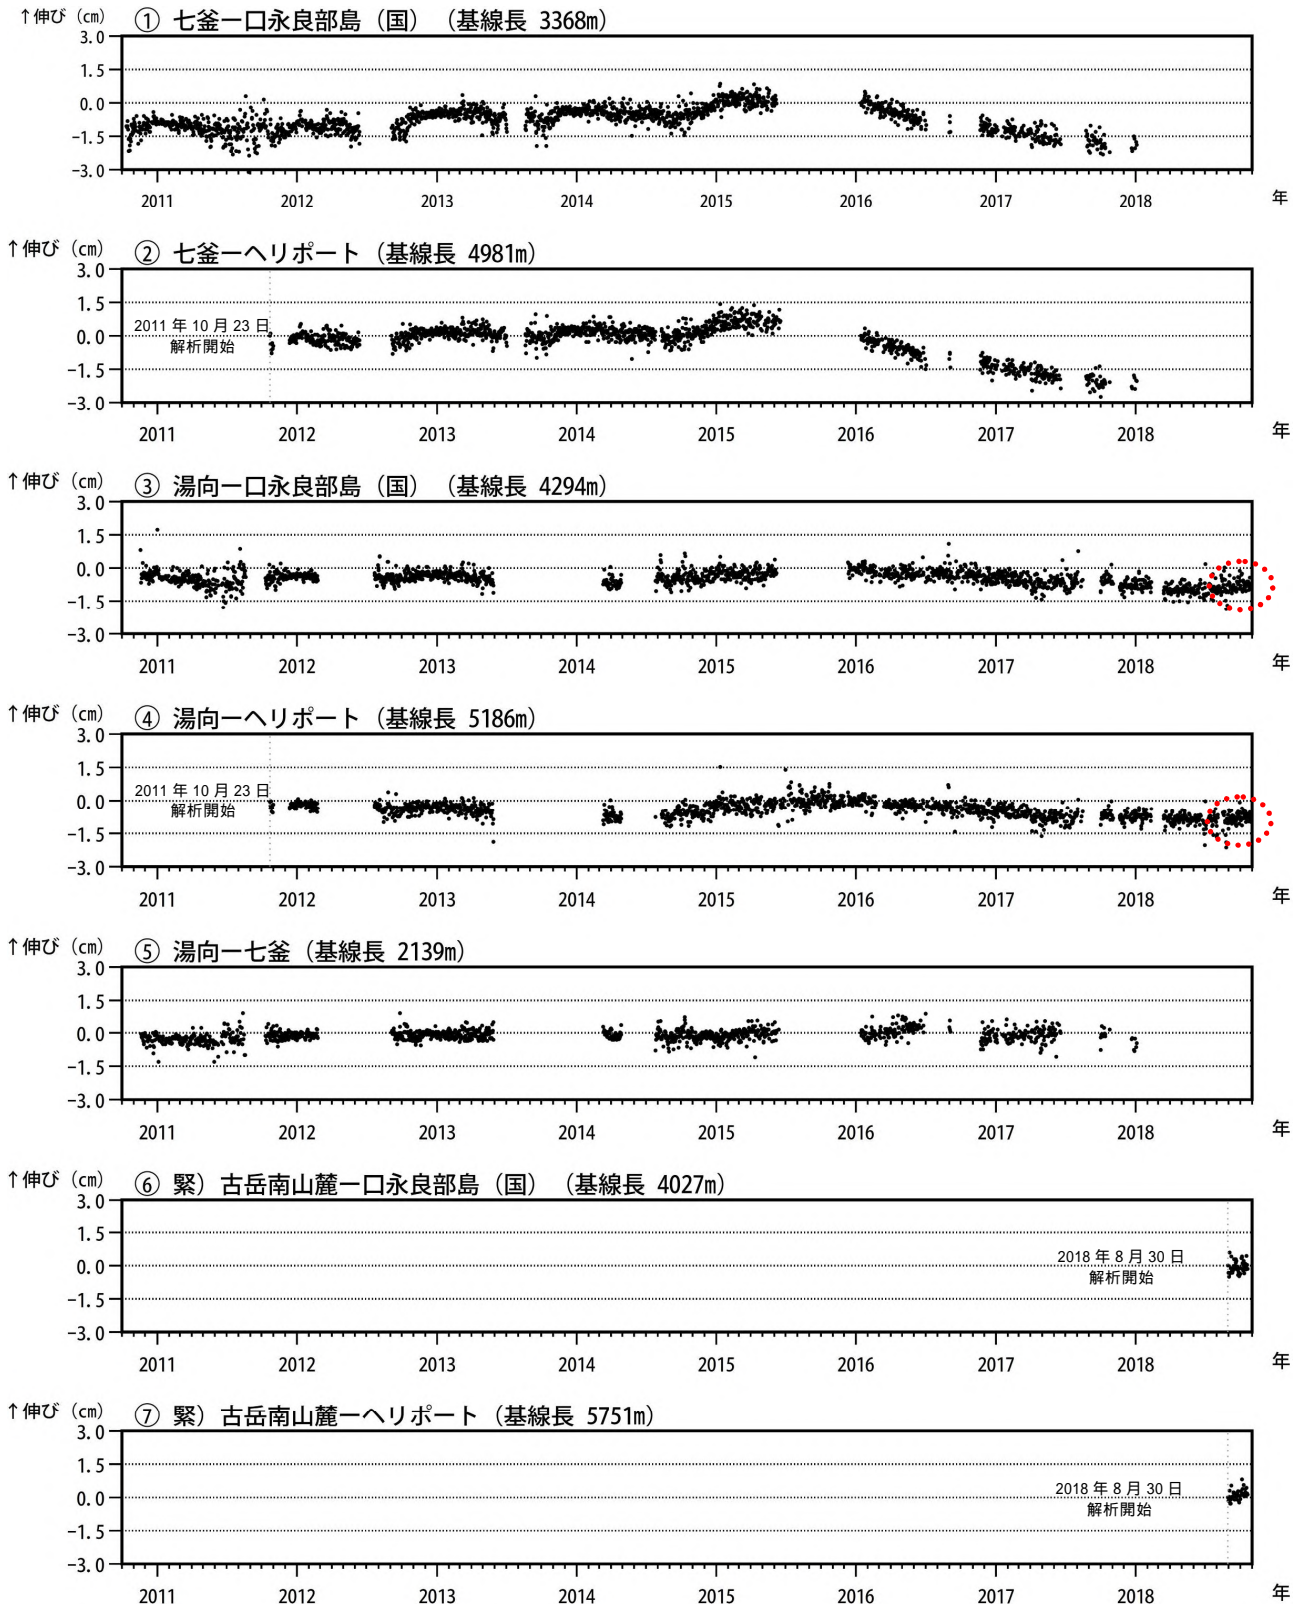 ↑伸び（cm） ① 七釜ー口永良部島（国）（基線長 3368m）
3.0
1.5
0.0
−1.5
−3.0
2011 2012 2013 2014 2015 2016 2017 2018 年
↑伸び（cm） ② 七釜ーヘリポート（基線長 4981m）
3.0
1.5
2011 年 10 月 23 日
0.0
解析開始
−1.5
−3.0
2011 2012 2013 2014 2015 2016 2017 2018 年
↑伸び（cm） ③ 湯向ー口永良部島（国）（基線長 4294m）
3.0
1.5
0.0
−1.5
−3.0
2011 2012 2013 2014 2015 2016 2017 2018 年
↑伸び（cm） ④ 湯向ーヘリポート（基線長 5186m）
3.0
1.5
2011 年 10 月 23 日
0.0
解析開始
−1.5
−3.0
2011 2012 2013 2014 2015 2016 2017 2018 年
↑伸び（cm） ⑤ 湯向ー七釜（基線長 2139m）
3.0
1.5
0.0
−1.5
−3.0
2011 2012 2013 2014 2015 2016 2017 2018 年
↑伸び（cm） ⑥ 緊）古岳南山麓ー口永良部島（国）（基線長 4027m）
3.0
1.5
2018 年 8 月 30 日
0.0
解析開始
−1.5
−3.0
2011 2012 2013 2014 2015 2016 2017 2018 年
↑伸び（cm） ⑦ 緊）古岳南山麓ーヘリポート（基線長 5751m）
3.0
1.5
2018 年 8 月 30 日
0.0
解析開始
−1.5
−3.0
2011 2012 2013 2014 2015 2016 2017 2018 年